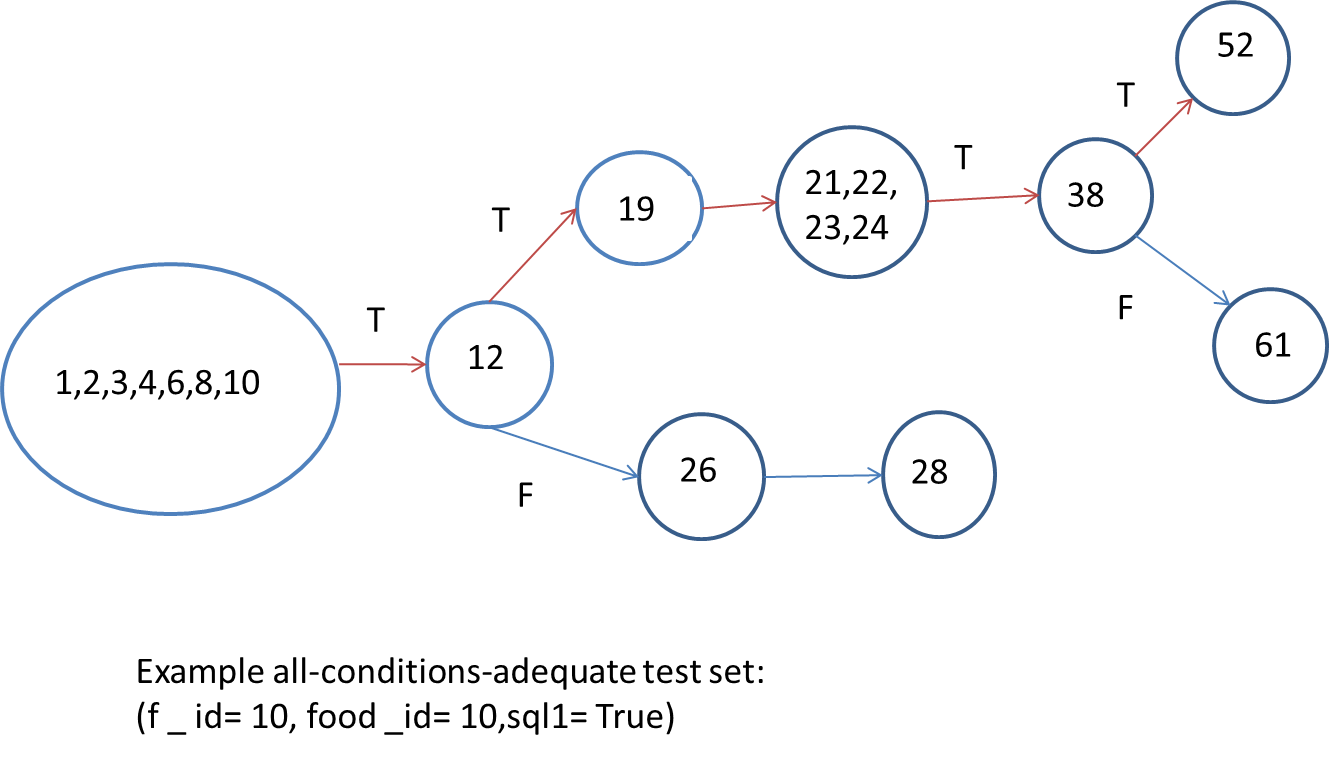 52
T
21,22,
23,24
T
38
19
T
T
F
61
1,2,3,4,6,8,10
12
26
28
F
Example all-conditions-adequate test set:
(f _ id= 10, food _id= 10,sql1= True)